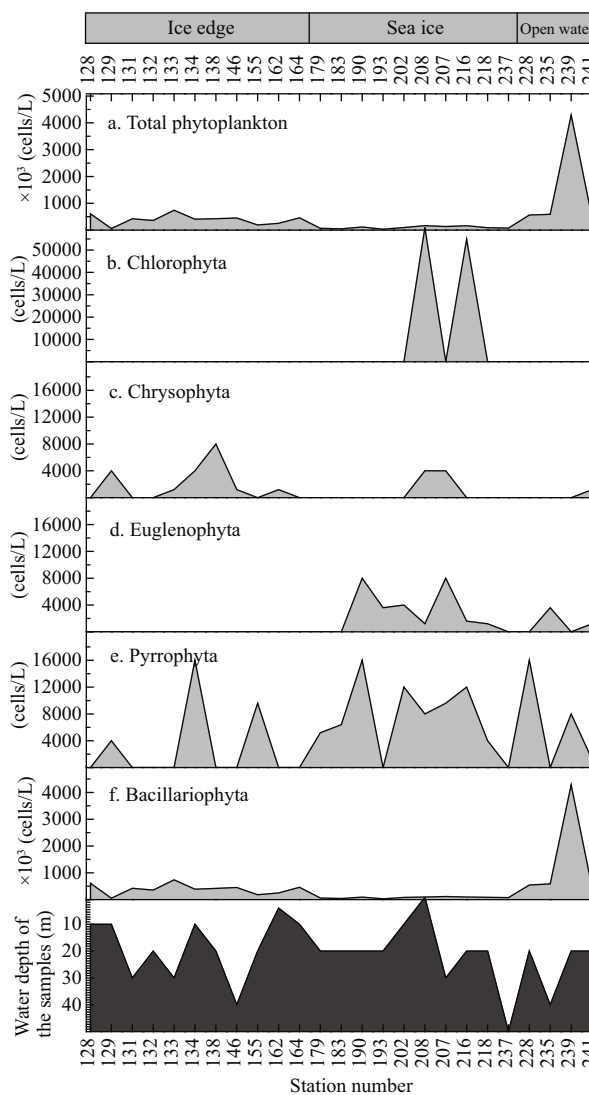 Ice edge Sea ice Open wate
128 129 131 132 133 134 138 146 155 162 164 179 183 190 193 202 208 207 216 218 237 228 235 239 241
a. Total phytoplankton
×10³ (cells/L)
5000
4000
3000
2000
1000
b. Chlorophyta
(cells/L)
50000
40000
30000
20000
10000
c. Chrysophyta
(cells/L)
16000
12000
8000
4000
d. Euglenophyta
(cells/L)
16000
12000
8000
4000
e. Pyrrophyta
(cells/L)
16000
12000
8000
4000
f. Bacillariophyta
×10³ (cells/L)
4000
3000
2000
1000
Water depth of
the samples (m)
10
20
30
40
128 129 131 132 133 134 138 146 155 162 164 179 183 190 193 202 208 207 216 218 237 228 235 239 241
Station number